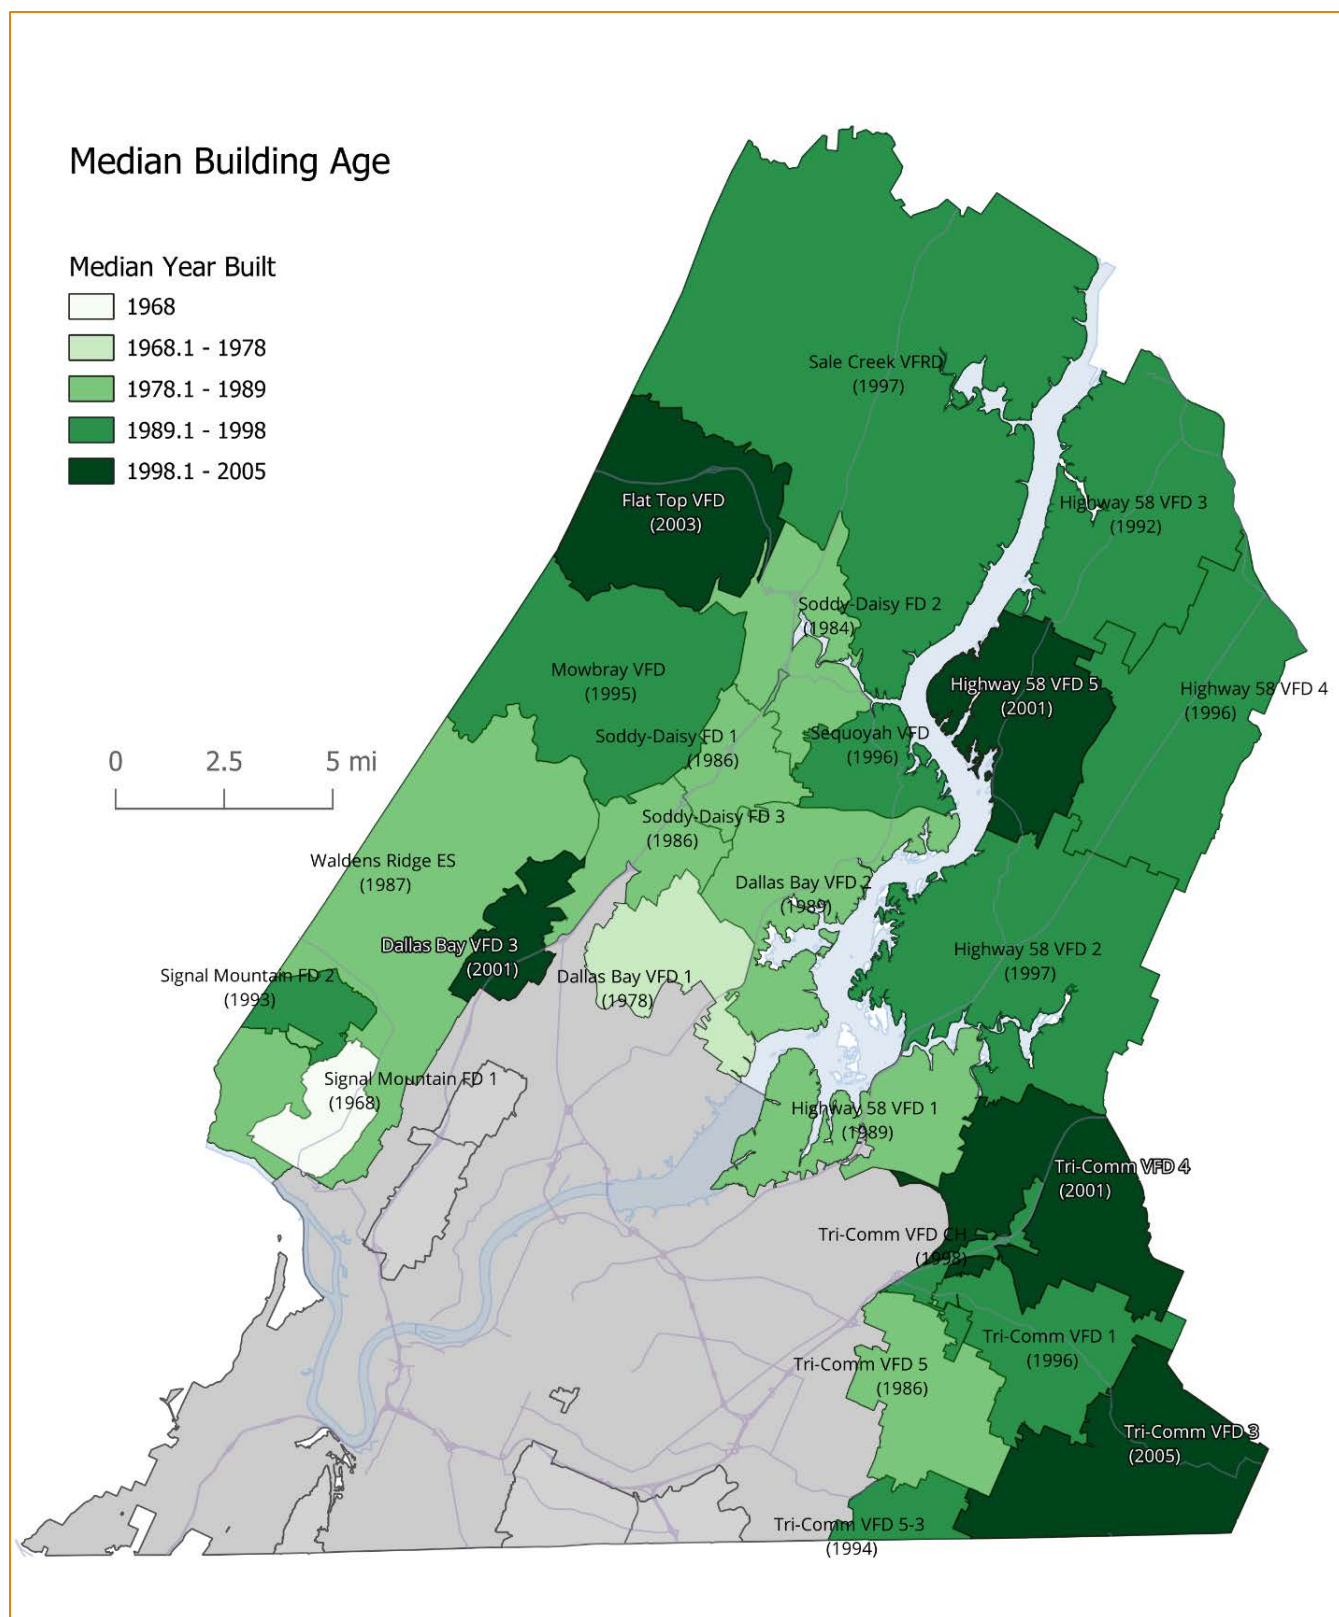 Median Building Age
Median Year Built
1968
1968.1 - 1978
1978.1 - 1989
1989.1 - 1998
1998.1 - 2005
0 2.5 5 mi
Sale Creek VFRD
(1997)
Flat Top VFD
(2003)
Highway 58 VFD 3
(1992)
Soddy-Daisy FD 2
(1984)
Mowbray VFD
(1995)
Highway 58 VFD 5
(2001)
Highway 58 VFD 4
(1996)
Soddy-Daisy FD 1
(1986)
Sequoyah VFD
(1996)
Soddy-Daisy FD 3
(1986)
Waldens Ridge ES
(1987)
Dallas Bay VFD 2
(1989)
Dallas Bay VFD 3
(2001)
Highway 58 VFD 2
(1997)
Signal Mountain FD 2
(1993)
Dallas Bay VFD 1
(1978)
Signal Mountain FD 1
(1968)
Highway 58 VFD 1
(1989)
Tri-Comm VFD 4
(2001)
Tri-Comm VFD CH
(1998)
Tri-Comm VFD 1
(1996)
Tri-Comm VFD 5
(1986)
Tri-Comm VFD 3
(2005)
Tri-Comm VFD 5-3
(1994)